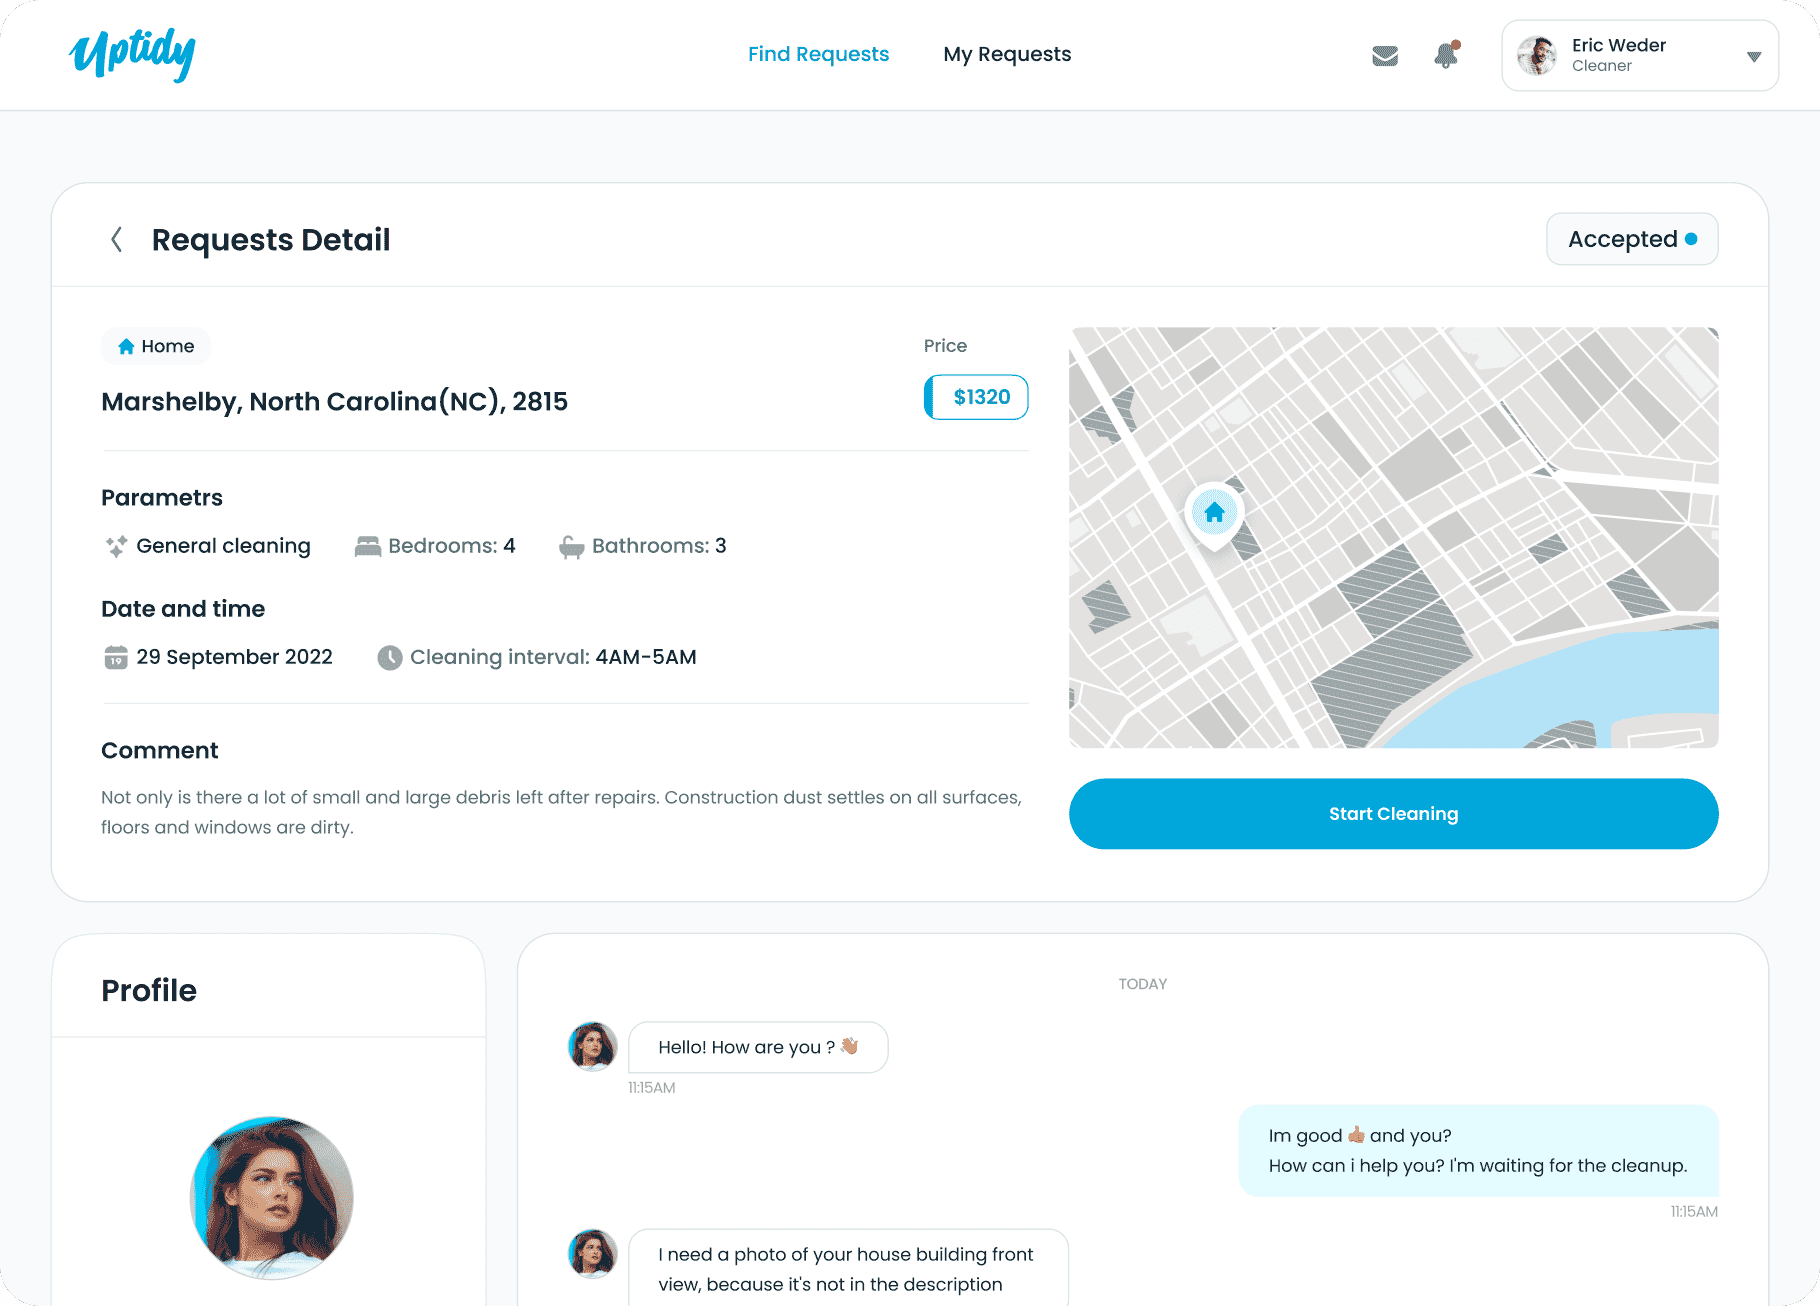 Uptidy
Find Requests
My Requests
Eric Weder
Cleaner
Requests Detail
Accepted
Home
Marshelby, North Carolina(NC), 2815
Price
$1320
Parametrs
General cleaning
Bedrooms: 4
Bathrooms: 3
Date and time
19
29 September 2022
Cleaning interval: 4AM-5AM
Comment
Not only is there a lot of small and large debris left after repairs. Construction dust settles on all surfaces,
floors and windows are dirty.
Start Cleaning
Profile
TODAY
Hello! How are you ? 👋🏽
11:15AM
Im good 👍🏽 and you?
How can i help you? I'm waiting for the cleanup.
11:15AM
I need a photo of your house building front
view, because it's not in the description